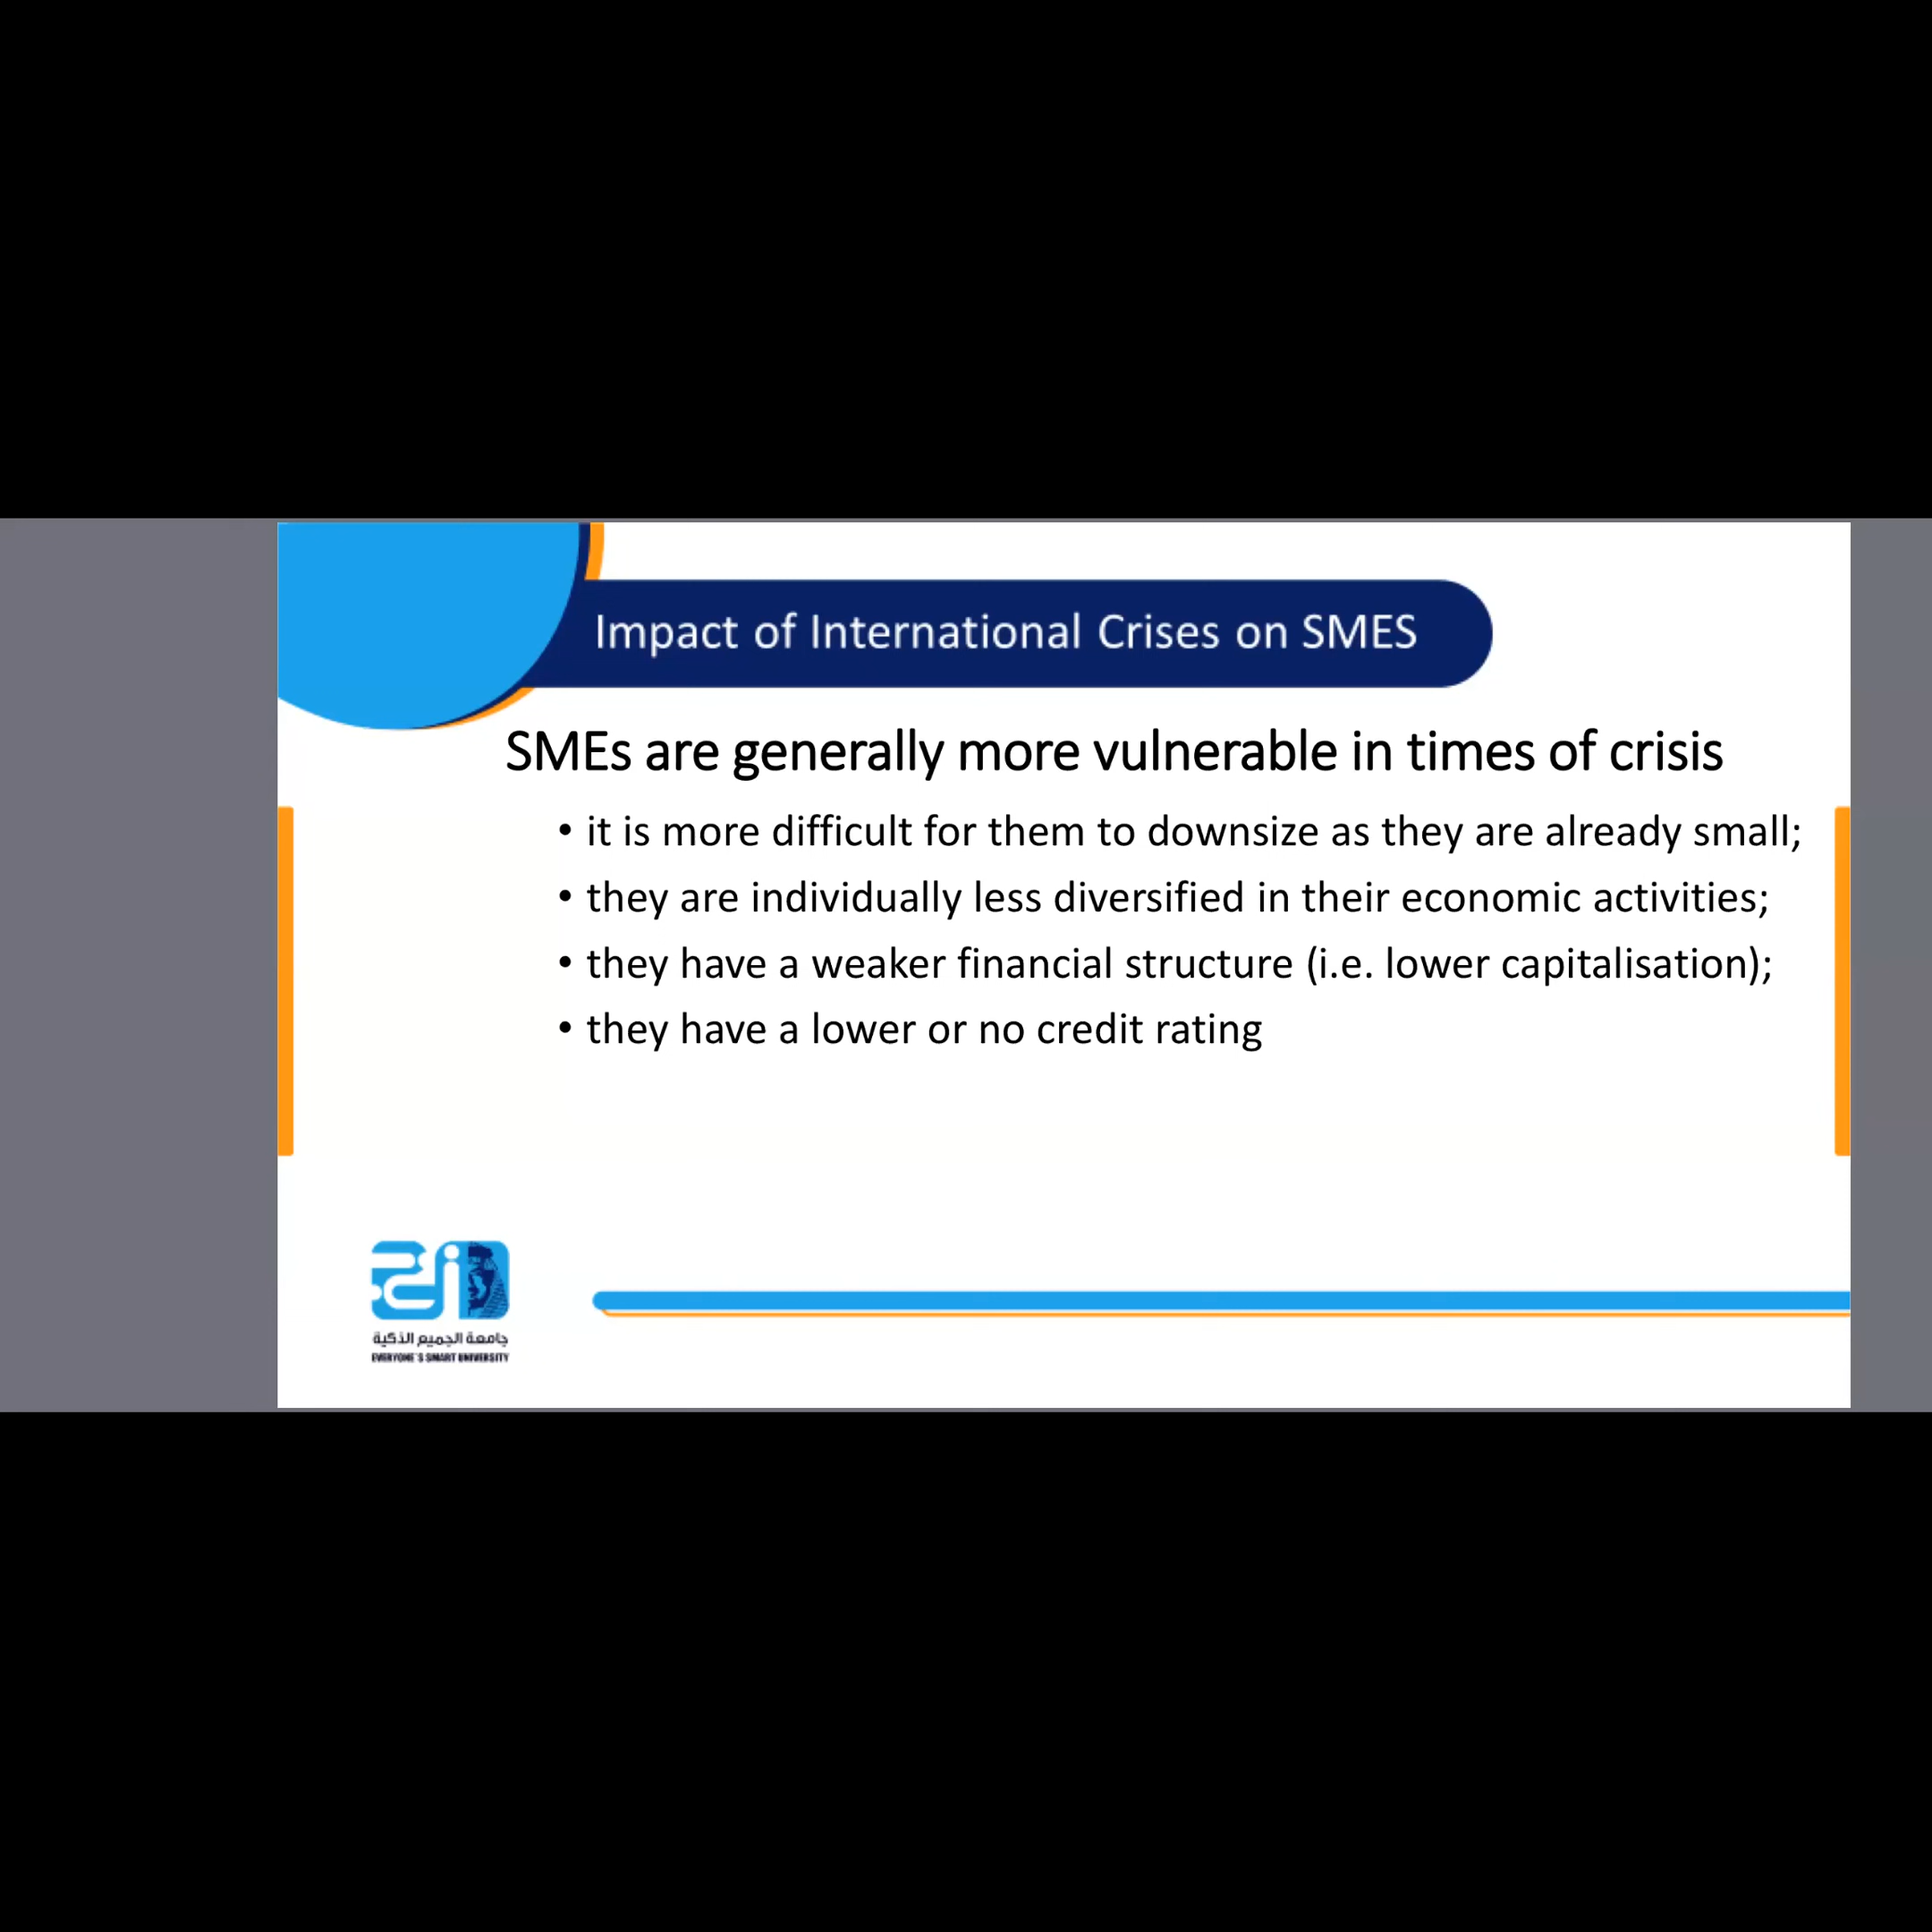 Impact of International Crises on SMES
SMEs are generally more vulnerable in times of crisis
• it is more difficult for them to downsize as they are already small;
• they are individually less diversified in their economic activities;
• they have a weaker financial structure (i.e. lower capitalisation);
• they have a lower or no credit rating
جامعة الجميع الذكية
EVERYONE'S SMART UNIVERSITY